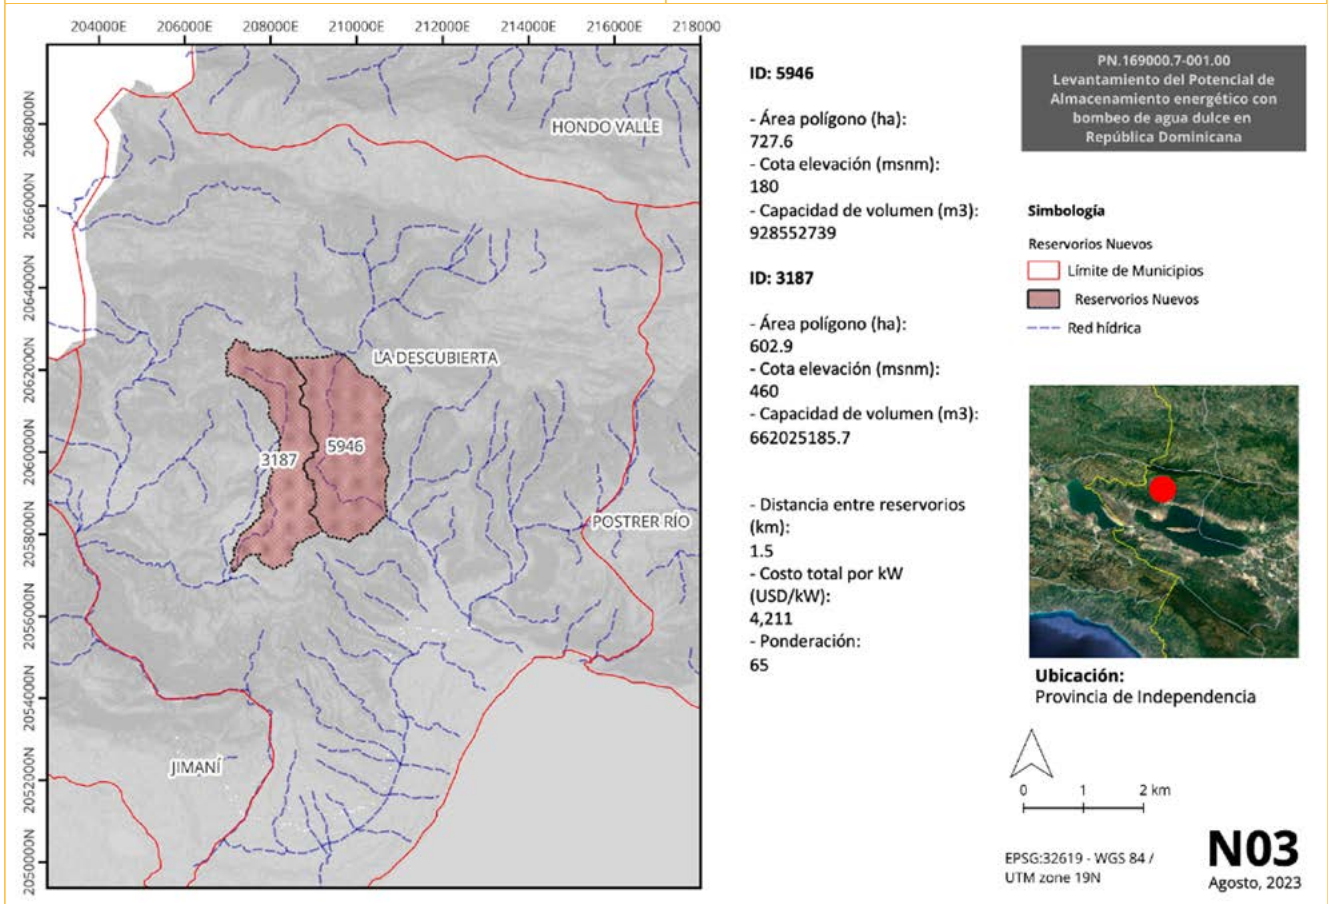 204000E 206000E 208000E 210000E 212000E 214000E 216000E 218000E
2068000N
2066000N
2064000N
2062000N
2060000N
2058000N
2056000N
2054000N
2052000N
2050000N
HONDO VALLE
LA DESCUBIERTA
5946
3187
POSTRER RÍO
JIMANÍ
ID: 5946
- Área polígono (ha):
727.6
- Cota elevación (msnm):
180
- Capacidad de volumen (m3):
928552739
ID: 3187
- Área polígono (ha):
602.9
- Cota elevación (msnm):
460
- Capacidad de volumen (m3):
662025185.7
- Distancia entre reservorios
(km):
1.5
- Costo total por kW
(USD/kW):
4,211
- Ponderación:
65
PN.169000.7-001.00
Levantamiento del Potencial de
Almacenamiento energético con
bombeo de agua dulce en
República Dominicana
Simbología
Reservorios Nuevos
Límite de Municipios
Reservorios Nuevos
Red hídrica
Ubicación:
Provincia de Independencia
0 1 2 km
EPSG:32619 - WGS 84 /
UTM zone 19N
N03
Agosto, 2023